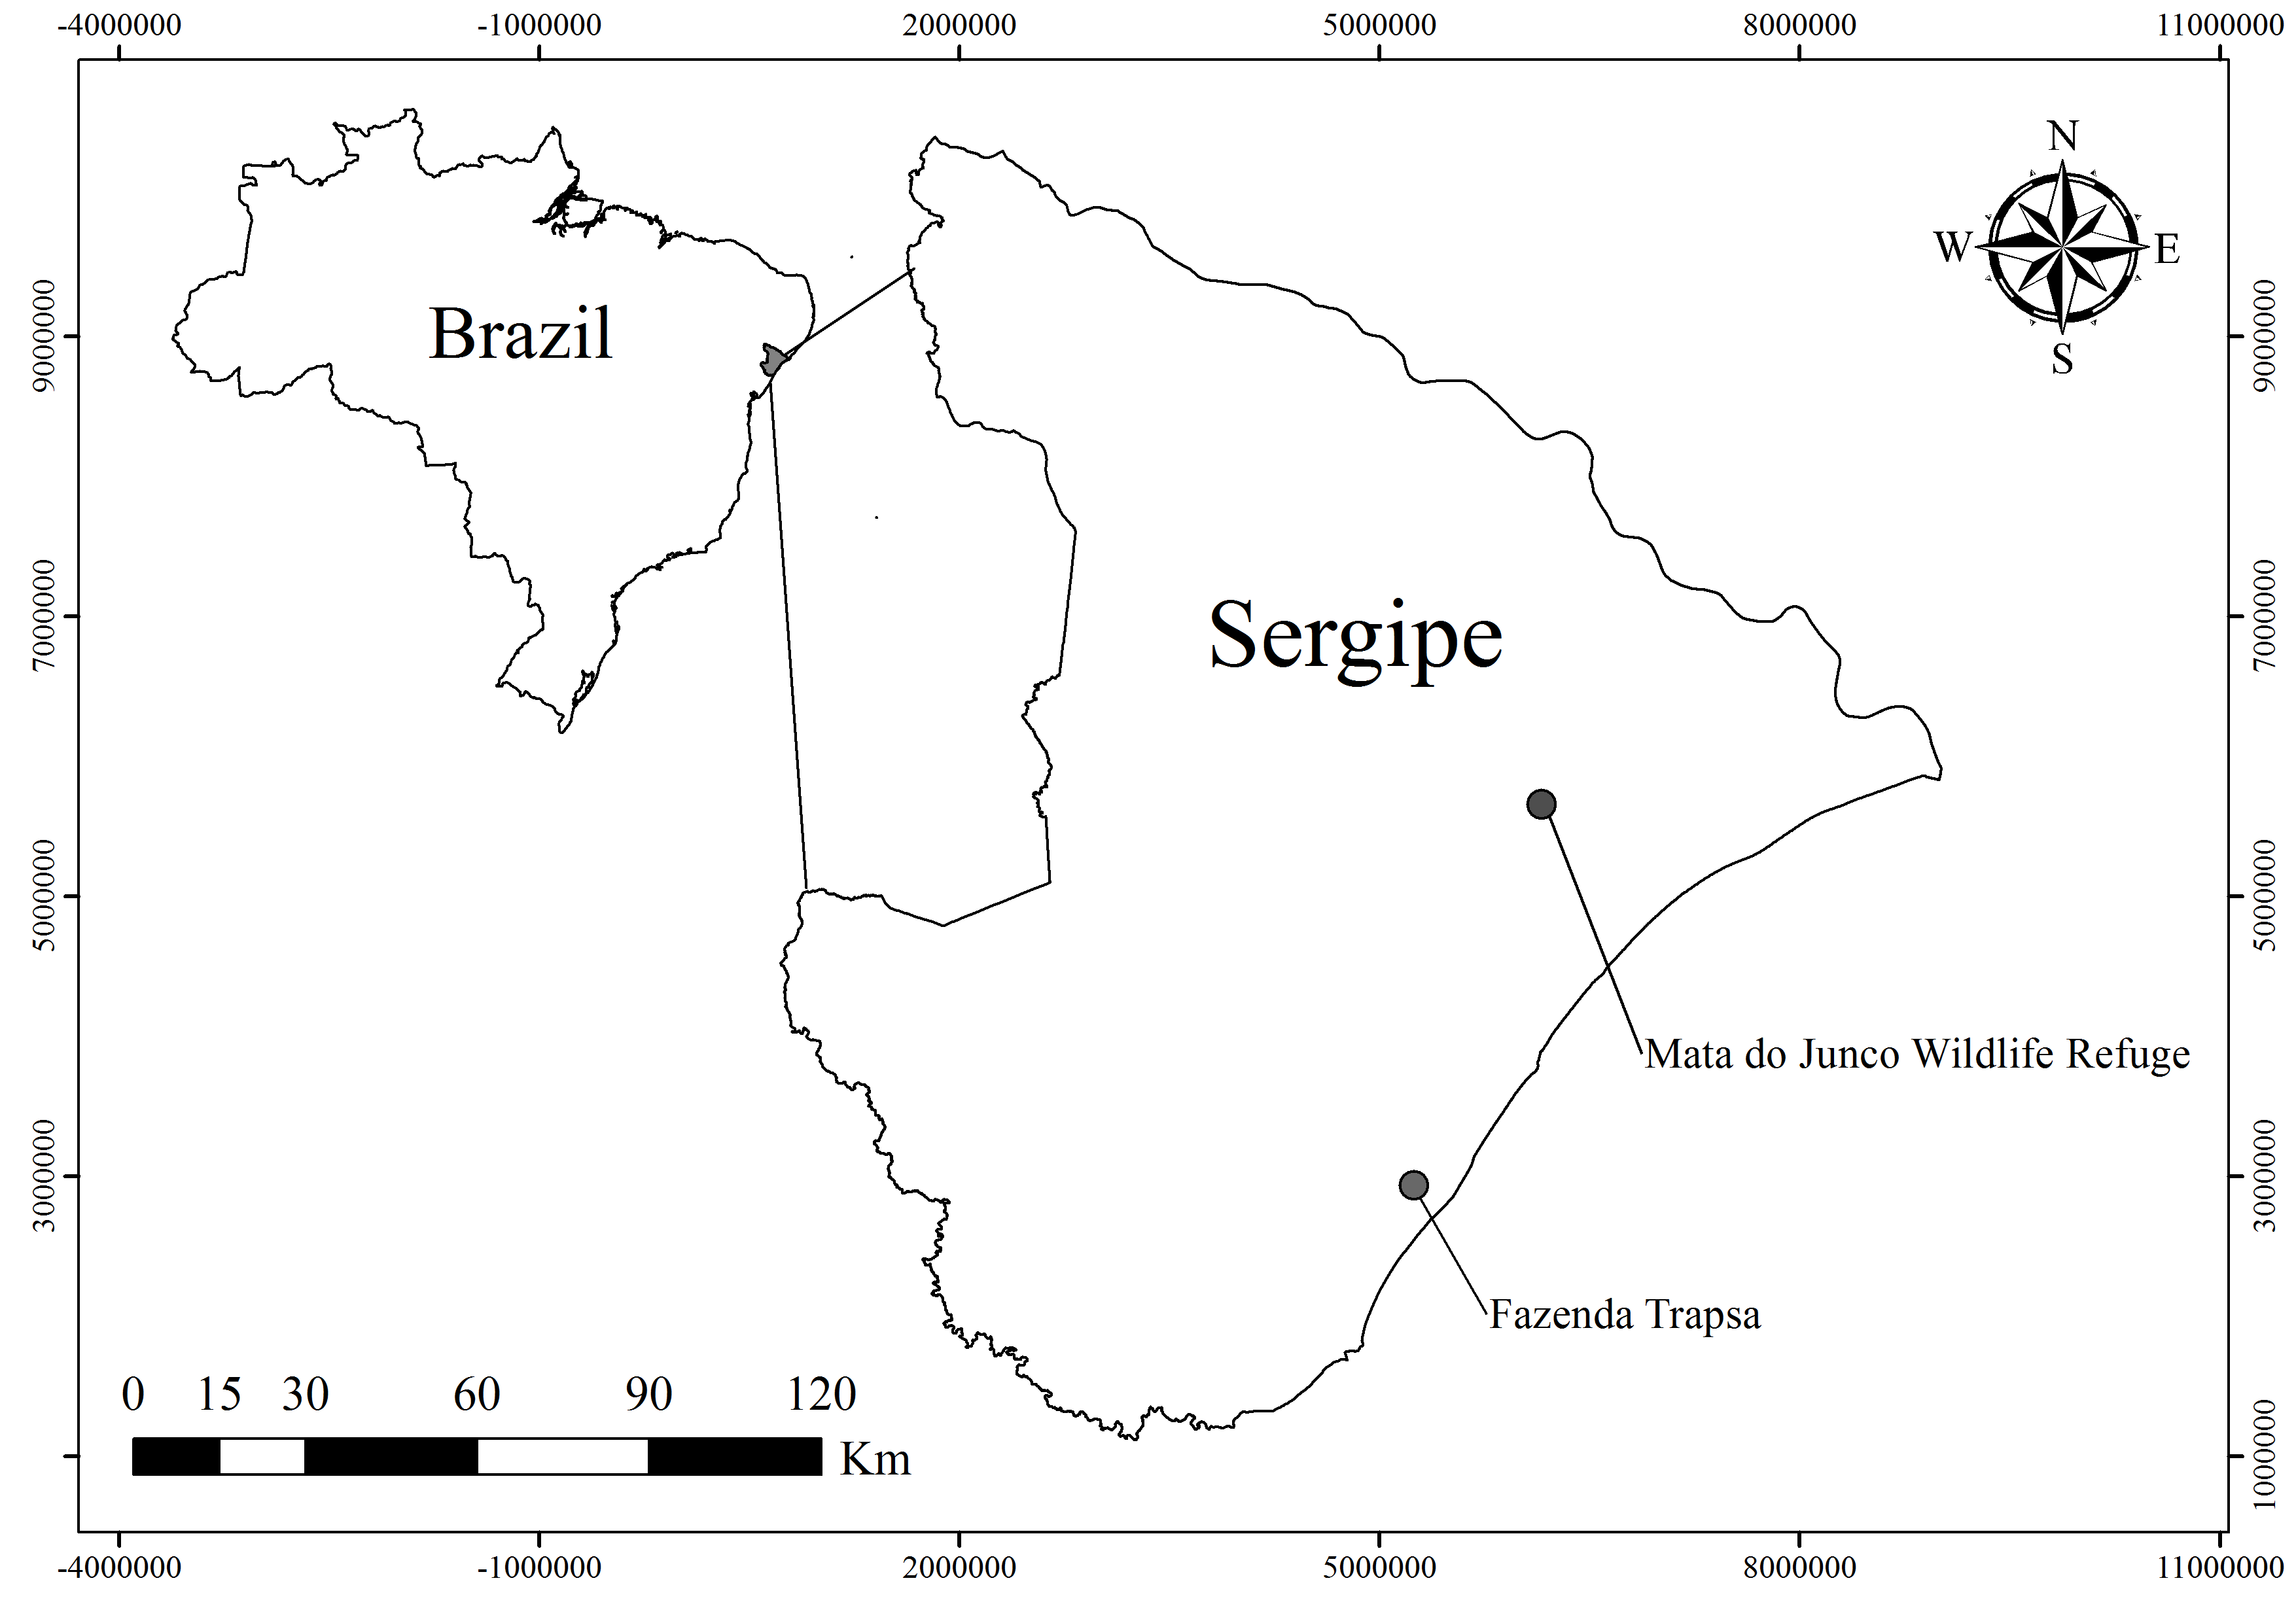 -4000000 -1000000 2000000 5000000 8000000 11000000
N
W E
S
9000000 Brazil 9000000
7000000 Sergipe 7000000
5000000 5000000
Mata do Junco Wildlife Refuge
3000000 3000000
Fazenda Trapsa
0 15 30 60 90 120
Km
1000000 1000000
-4000000 -1000000 2000000 5000000 8000000 11000000